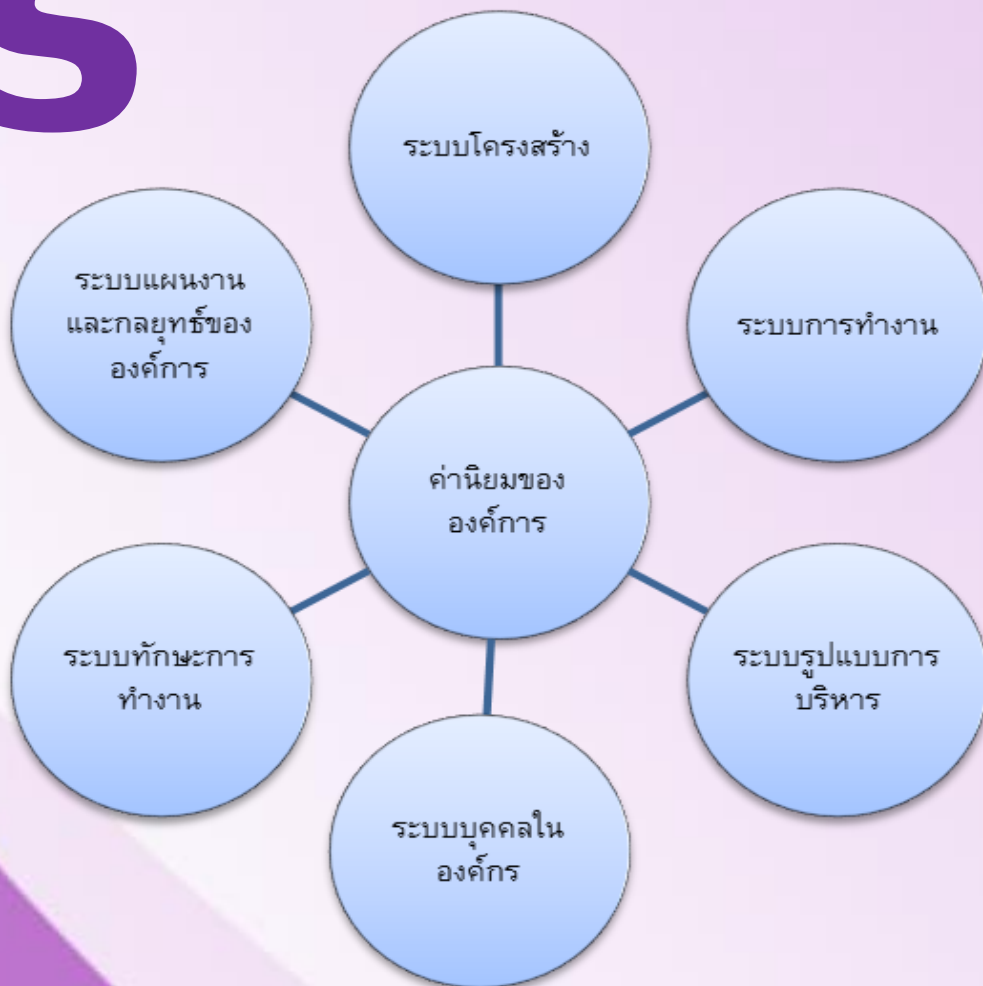 S
ระบบโครงสร้าง
ระบบแผนงาน
และกลยุทธ์ของ
องค์การ
ระบบการทำงาน
ค่านิยมของ
องค์การ
ระบบทักษะการ
ทำงาน
ระบบรูปแบบการ
บริหาร
ระบบบุคคลใน
องค์กร